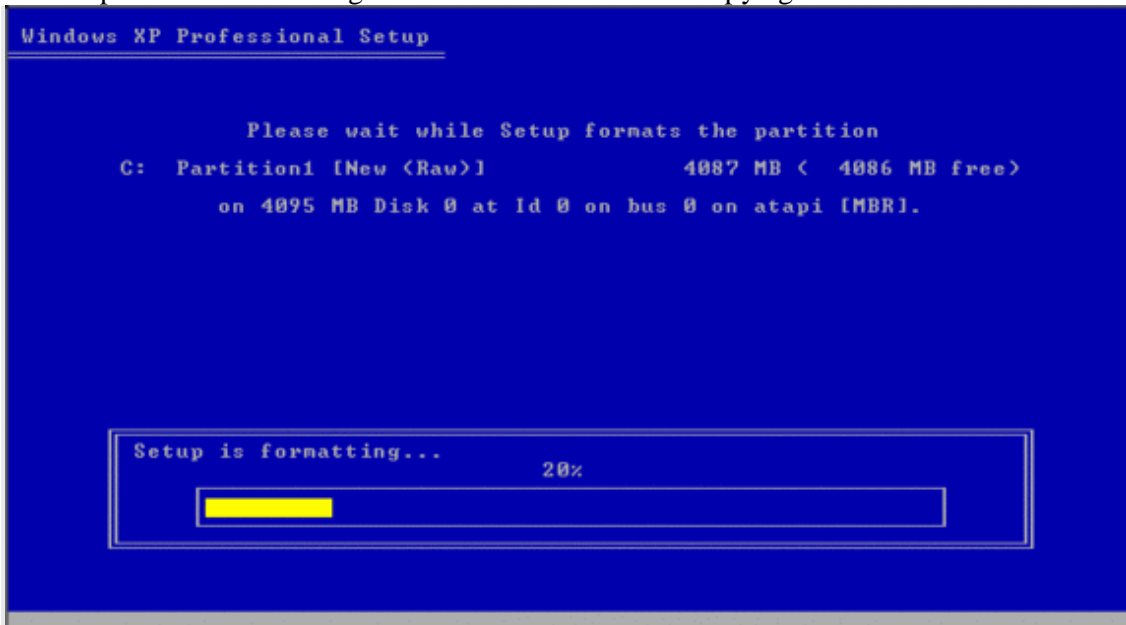 Windows XP Professional Setup
Please wait while Setup formats the partition
C: Partition1 [New (Raw)] 4087 MB ( 4086 MB free)
on 4095 MB Disk 0 at Id 0 on bus 0 on atapi [MBR].
Setup is formatting...
20%